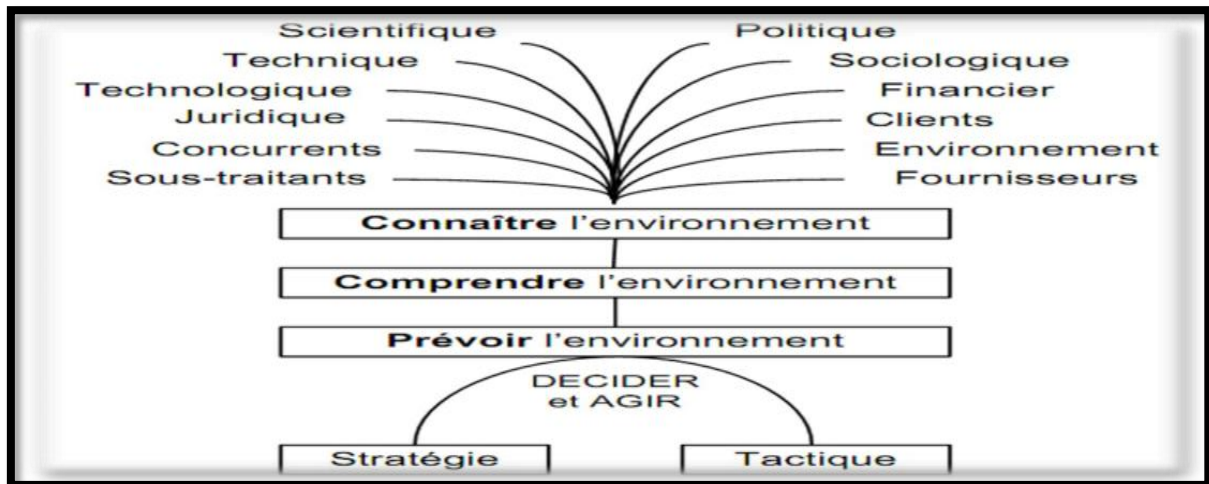 Scientifique
Politique
Technique
Sociologique
Technologique
Financier
Juridique
Clients
Concurrents
Environnement
Sous-traitants
Fournisseurs
Connaître l'environnement
Comprendre l'environnement
Prévoir l'environnement
DECIDER
et AGIR
Stratégie
Tactique